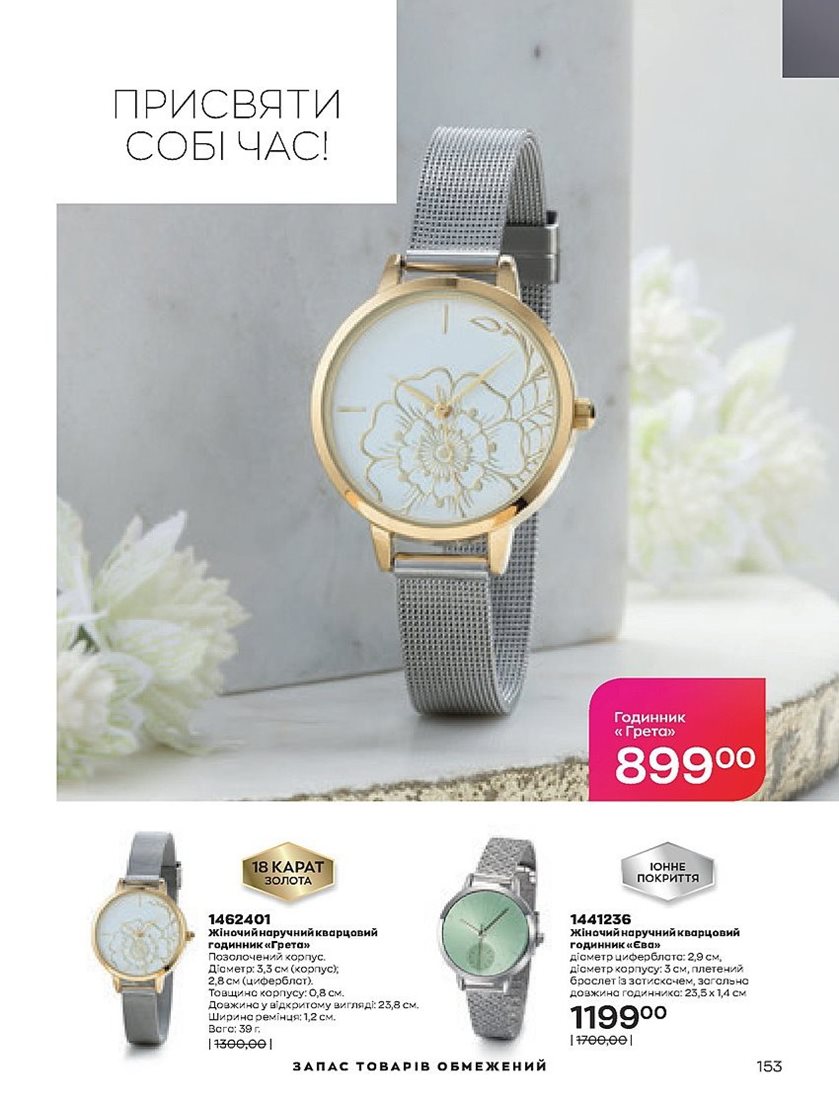 ПРИСВЯТИ
СОБІ ЧАС!
Годинник
«Грета»
899⁰⁰
18 КАРАТ
ЗОЛОТА
1462401
Жіночий наручний кварцовий
годинник «Грета»
Позолочений корпус.
Діаметр: 3,3 см (корпус);
2,8 см (циферблат).
Товщина корпусу: 0,8 см.
Довжина у відкритому вигляді: 23,8 см.
Ширина ремінця: 1,2 см.
Вага: 39 г.
| 1300,00 |
ІОННЕ
ПОКРИТТЯ
1441236
Жіночий наручний кварцовий
годинник «Єва»
діаметр циферблата: 2,9 см,
діаметр корпусу: 3 см, плетений
браслет із затискачем, загальна
довжина годинника: 23,5 х 1,4 см
1199⁰⁰
| 1700,00 |
ЗАПАС ТОВАРІВ ОБМЕЖЕНИЙ
153